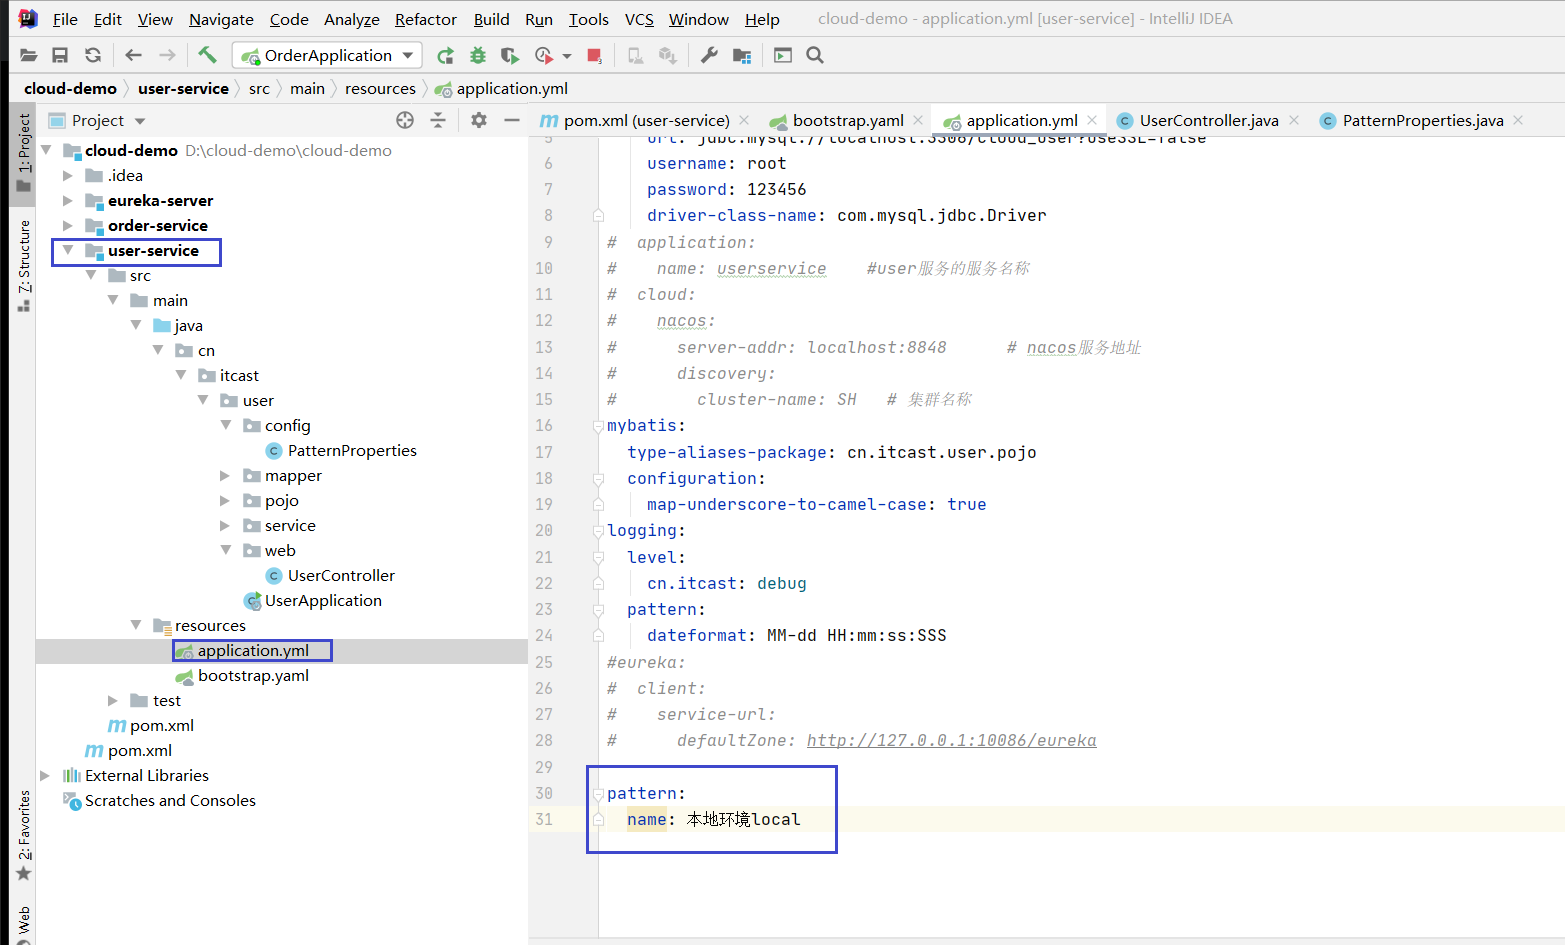 File Edit View Navigate Code Analyze Refactor Build Run Tools VCS Window Help cloud-demo - application.yml [user-service] - IntelliJ IDEA
OrderApplication
cloud-demo user-service src main resources application.yml
1: Project
Z: Structure
2: Favorites
Web
Project
cloud-demo D:\cloud-demo\cloud-demo
.idea
eureka-server
order-service
user-service
src
main
java
cn
itcast
user
config
PatternProperties
mapper
pojo
service
web
UserController
UserApplication
resources
application.yml
bootstrap.yaml
test
pom.xml
pom.xml
External Libraries
Scratches and Consoles
pom.xml (user-service) bootstrap.yaml application.yml UserController.java PatternProperties.java
5 url: jdbc:mysql://localhost:3306/cloud_user?useSSL=false
6 username: root
7 password: 123456
8 driver-class-name: com.mysql.jdbc.Driver
9 # application:
10 # name: userservice #user服务的服务名称
11 # cloud:
12 # nacos:
13 # server-addr: localhost:8848 # nacos服务地址
14 # discovery:
15 # cluster-name: SH # 集群名称
16 mybatis:
17 type-aliases-package: cn.itcast.user.pojo
18 configuration:
19 map-underscore-to-camel-case: true
20 logging:
21 level:
22 cn.itcast: debug
23 pattern:
24 dateformat: MM-dd HH:mm:ss:SSS
25 #eureka:
26 # client:
27 # service-url:
28 # defaultZone: http://127.0.0.1:10086/eureka
29
30 pattern:
31 name: 本地环境local